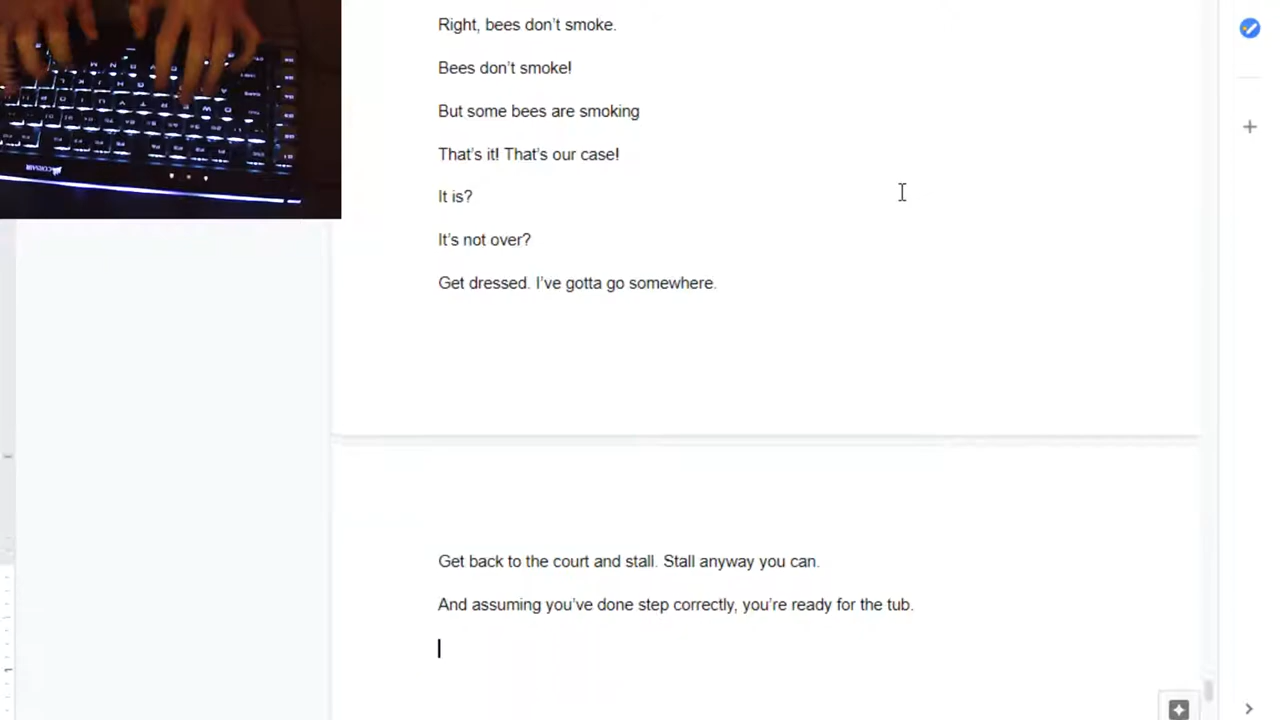 Right, bees don’t smoke.
Bees don’t smoke!
But some bees are smoking
That’s it! That’s our case!
It is?
It’s not over?
Get dressed. I’ve gotta go somewhere.
Get back to the court and stall. Stall anyway you can.
And assuming you’ve done step correctly, you’re ready for the tub.